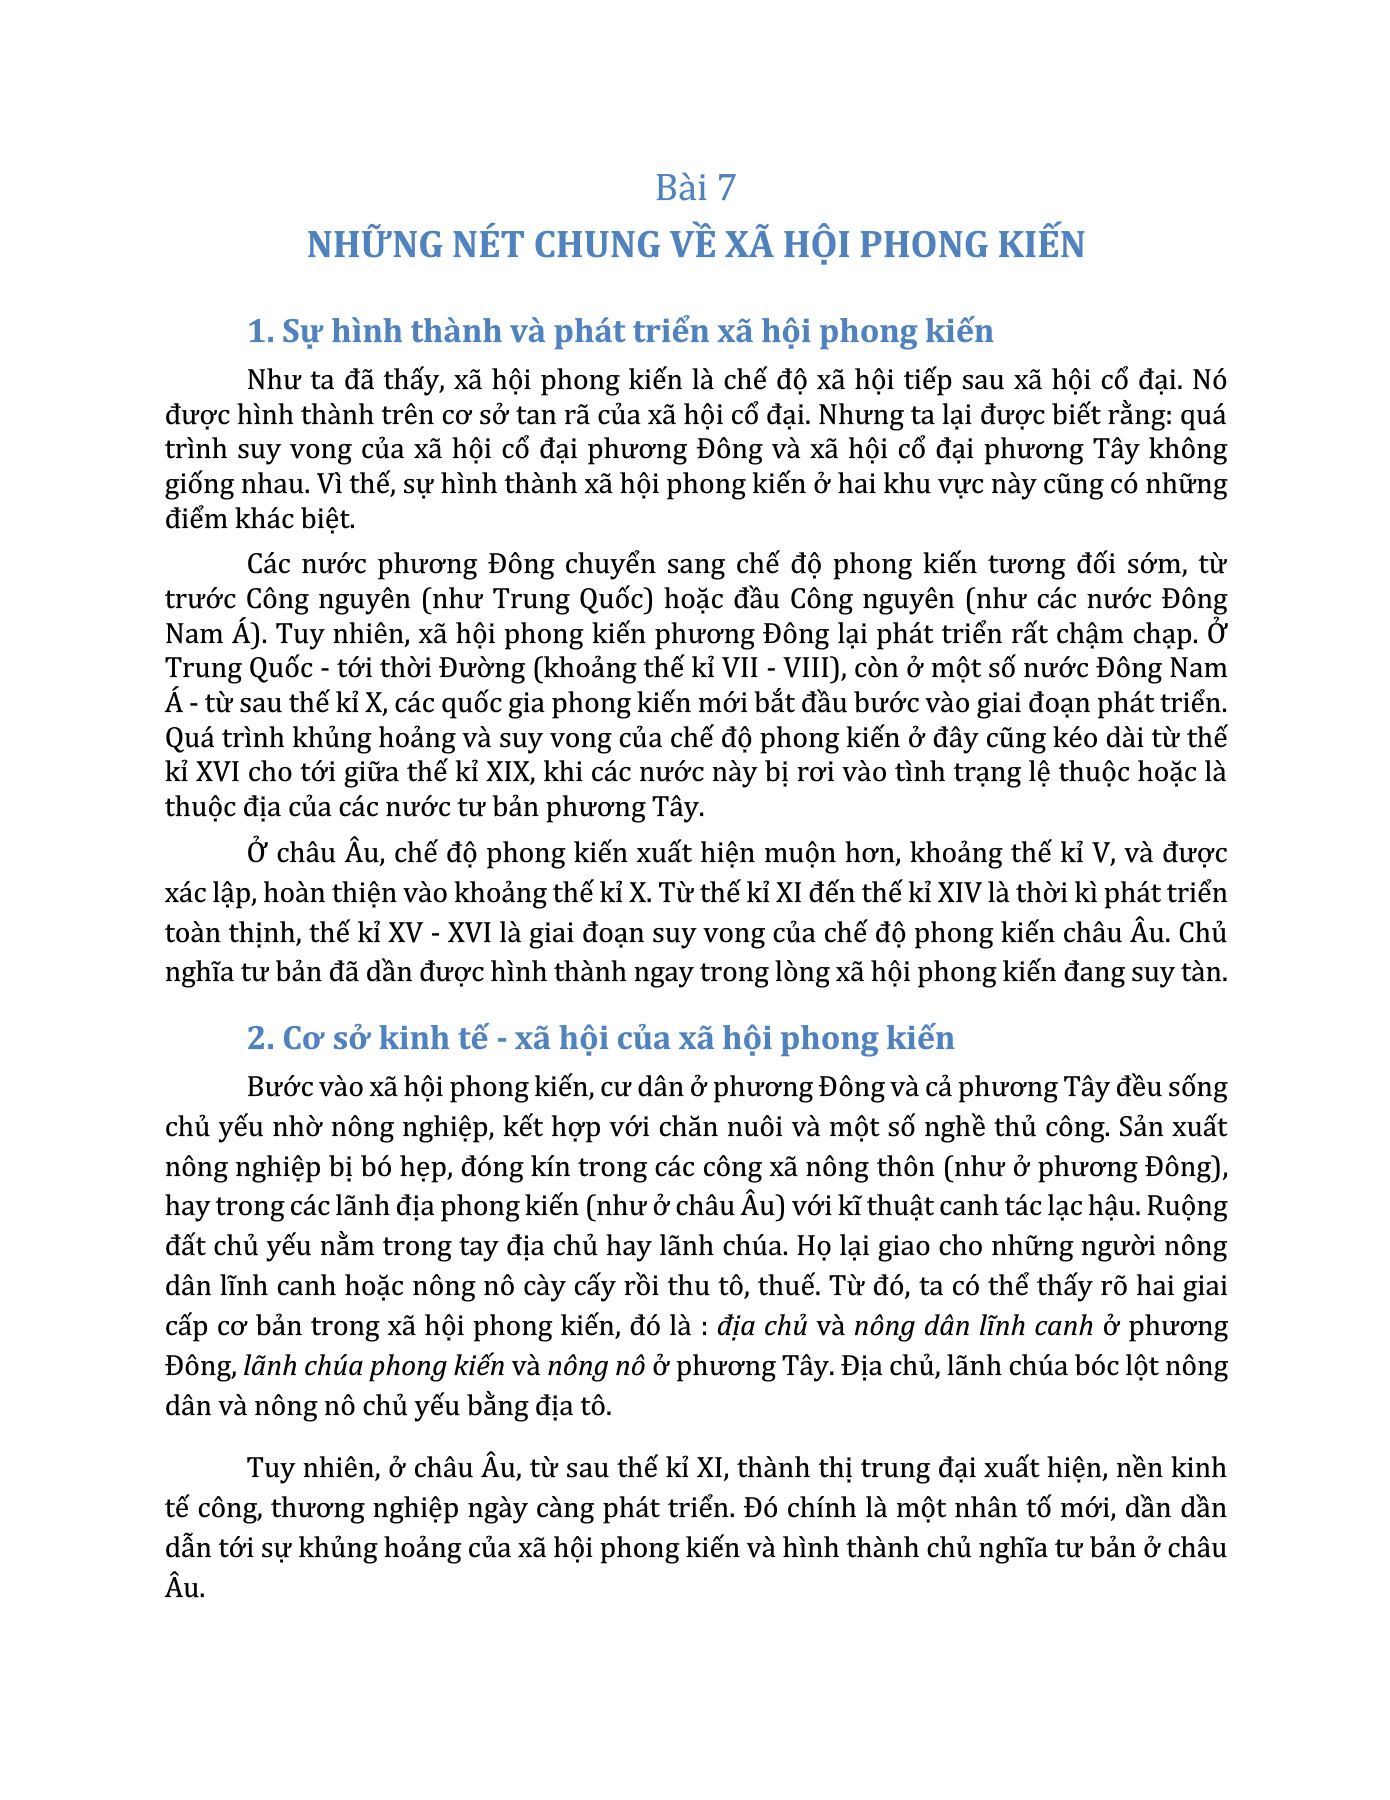 Bài 7
NHỮNG NÉT CHUNG VỀ XÃ HỘI PHONG KIẾN
1. Sự hình thành và phát triển xã hội phong kiến
Như ta đã thấy, xã hội phong kiến là chế độ xã hội tiếp sau xã hội cổ đại. Nó
được hình thành trên cơ sở tan rã của xã hội cổ đại. Nhưng ta lại được biết rằng: quá
trình suy vong của xã hội cổ đại phương Đông và xã hội cổ đại phương Tây không
giống nhau. Vì thế, sự hình thành xã hội phong kiến ở hai khu vực này cũng có những
điểm khác biệt.
Các nước phương Đông chuyển sang chế độ phong kiến tương đối sớm, từ
trước Công nguyên (như Trung Quốc) hoặc đầu Công nguyên (như các nước Đông
Nam Á). Tuy nhiên, xã hội phong kiến phương Đông lại phát triển rất chậm chạp. Ở
Trung Quốc - tới thời Đường (khoảng thế kỉ VII - VIII), còn ở một số nước Đông Nam
Á - từ sau thế kỉ X, các quốc gia phong kiến mới bắt đầu bước vào giai đoạn phát triển.
Quá trình khủng hoảng và suy vong của chế độ phong kiến ở đây cũng kéo dài từ thế
kỉ XVI cho tới giữa thế kỉ XIX, khi các nước này bị rơi vào tình trạng lệ thuộc hoặc là
thuộc địa của các nước tư bản phương Tây.
Ở châu Âu, chế độ phong kiến xuất hiện muộn hơn, khoảng thế kỉ V, và được
xác lập, hoàn thiện vào khoảng thế kỉ X. Từ thế kỉ XI đến thế kỉ XIV là thời kì phát triển
toàn thịnh, thế kỉ XV - XVI là giai đoạn suy vong của chế độ phong kiến châu Âu. Chủ
nghĩa tư bản đã dần được hình thành ngay trong lòng xã hội phong kiến đang suy tàn.
2. Cơ sở kinh tế - xã hội của xã hội phong kiến
Bước vào xã hội phong kiến, cư dân ở phương Đông và cả phương Tây đều sống
chủ yếu nhờ nông nghiệp, kết hợp với chăn nuôi và một số nghề thủ công. Sản xuất
nông nghiệp bị bó hẹp, đóng kín trong các công xã nông thôn (như ở phương Đông),
hay trong các lãnh địa phong kiến (như ở châu Âu) với kĩ thuật canh tác lạc hậu. Ruộng
đất chủ yếu nằm trong tay địa chủ hay lãnh chúa. Họ lại giao cho những người nông
dân lĩnh canh hoặc nông nô cày cấy rồi thu tô, thuế. Từ đó, ta có thể thấy rõ hai giai
cấp cơ bản trong xã hội phong kiến, đó là : địa chủ và nông dân lĩnh canh ở phương
Đông, lãnh chúa phong kiến và nông nô ở phương Tây. Địa chủ, lãnh chúa bóc lột nông
dân và nông nô chủ yếu bằng địa tô.
Tuy nhiên, ở châu Âu, từ sau thế kỉ XI, thành thị trung đại xuất hiện, nền kinh
tế công, thương nghiệp ngày càng phát triển. Đó chính là một nhân tố mới, dần dần
dẫn tới sự khủng hoảng của xã hội phong kiến và hình thành chủ nghĩa tư bản ở châu
Âu.